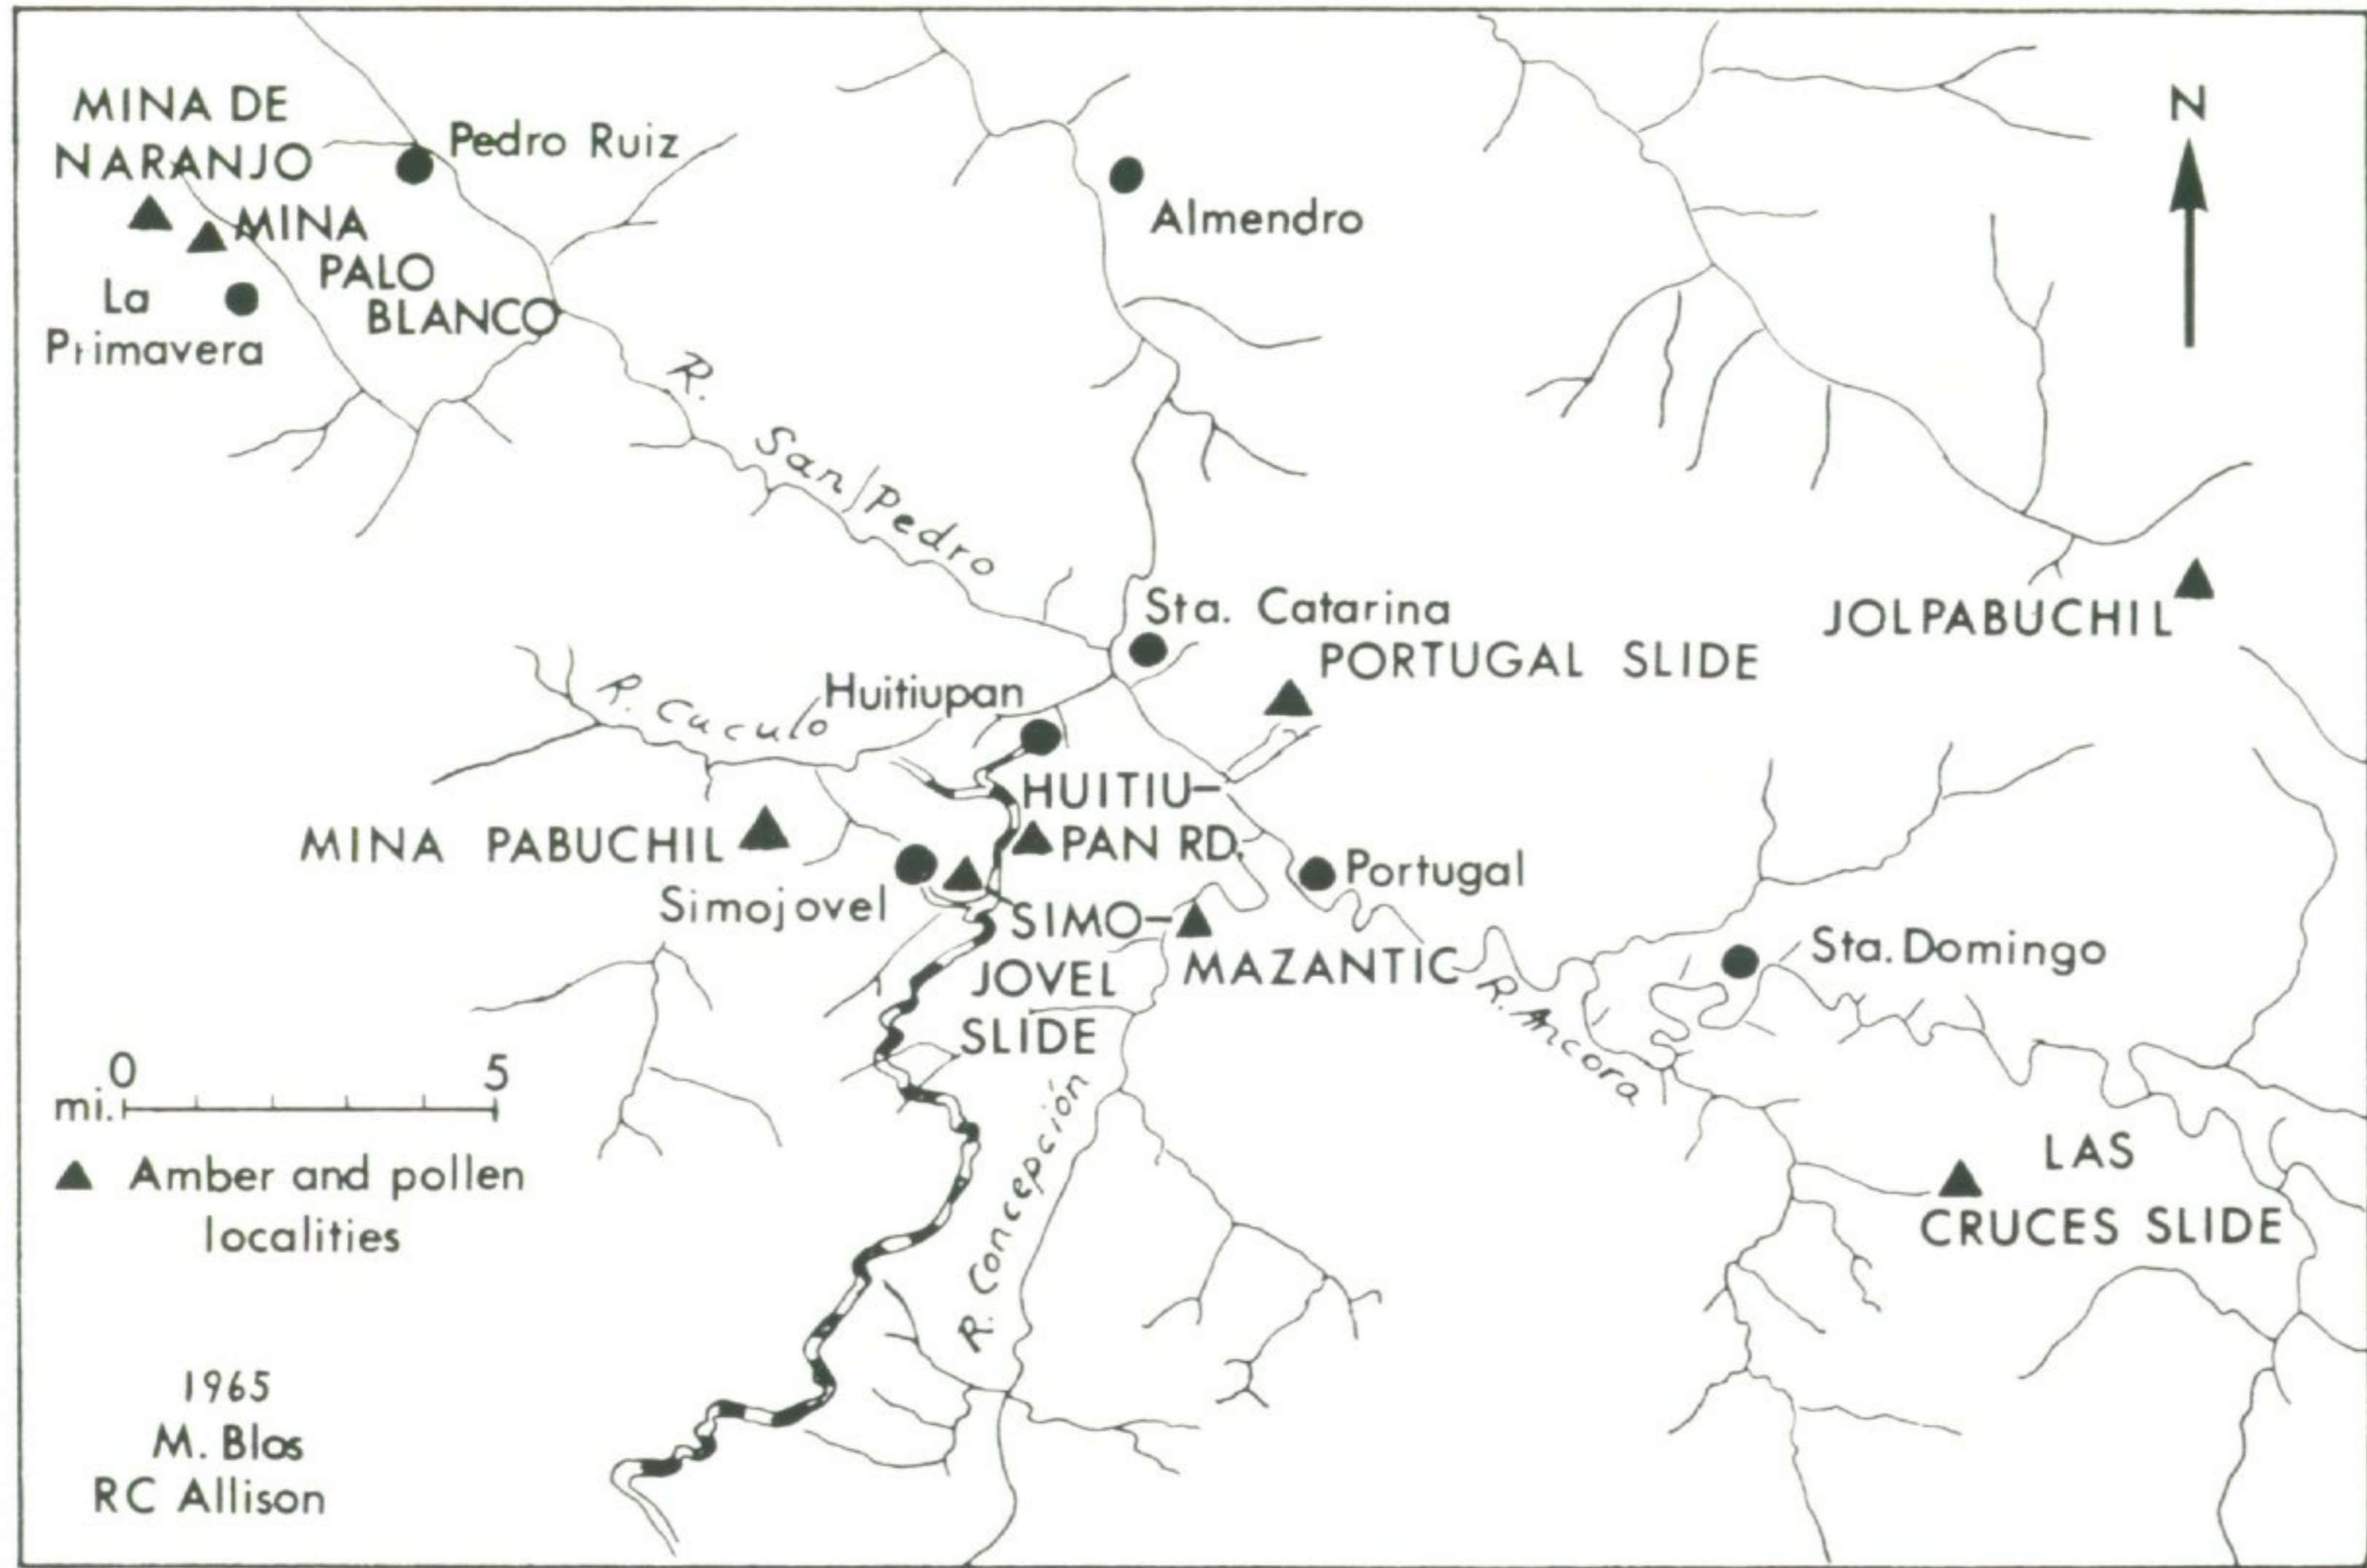 MINA DE
NARANJO
Pedro Ruiz
N
MINA
PALO
BLANCO
La
Primavera
Almendro
R. San Pedro
Sta. Catarina
JOLPABUCHIL
PORTUGAL SLIDE
R. Cuculo
Huitiupan
HUITIU-
PAN RD.
MINA PABUCHIL
Simojovel
Portugal
SIMO-
JOVEL
SLIDE
MAZANTIC
Sta. Domingo
R. Ancora
R. Concepción
0 5
mi.
Amber and pollen
localities
LAS
CRUCES SLIDE
1965
M. Blos
RC Allison